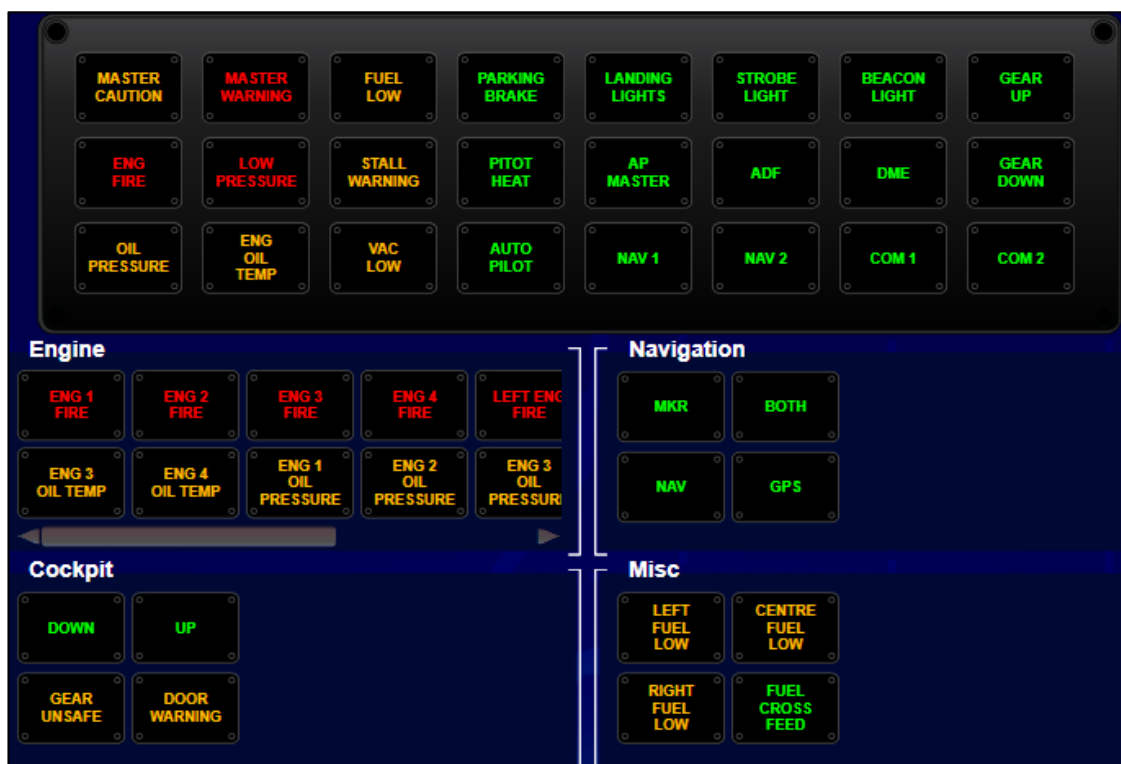 MASTER
CAUTION
MASTER
WARNING
FUEL
LOW
PARKING
BRAKE
LANDING
LIGHTS
STROBE
LIGHT
BEACON
LIGHT
GEAR
UP
ENG
FIRE
LOW
PRESSURE
STALL
WARNING
PITOT
HEAT
AP
MASTER
ADF
DME
GEAR
DOWN
OIL
PRESSURE
ENG
OIL
TEMP
VAC
LOW
AUTO
PILOT
NAV 1
NAV 2
COM 1
COM 2
Engine
ENG 1
FIRE
ENG 2
FIRE
ENG 3
FIRE
ENG 4
FIRE
LEFT ENG
FIRE
ENG 3
OIL TEMP
ENG 4
OIL TEMP
ENG 1
OIL
PRESSURE
ENG 2
OIL
PRESSURE
ENG 3
OIL
PRESSUR
Navigation
MKR
BOTH
NAV
GPS
Cockpit
DOWN
UP
GEAR
UNSAFE
DOOR
WARNING
Misc
LEFT
FUEL
LOW
CENTRE
FUEL
LOW
RIGHT
FUEL
LOW
FUEL
CROSS
FEED